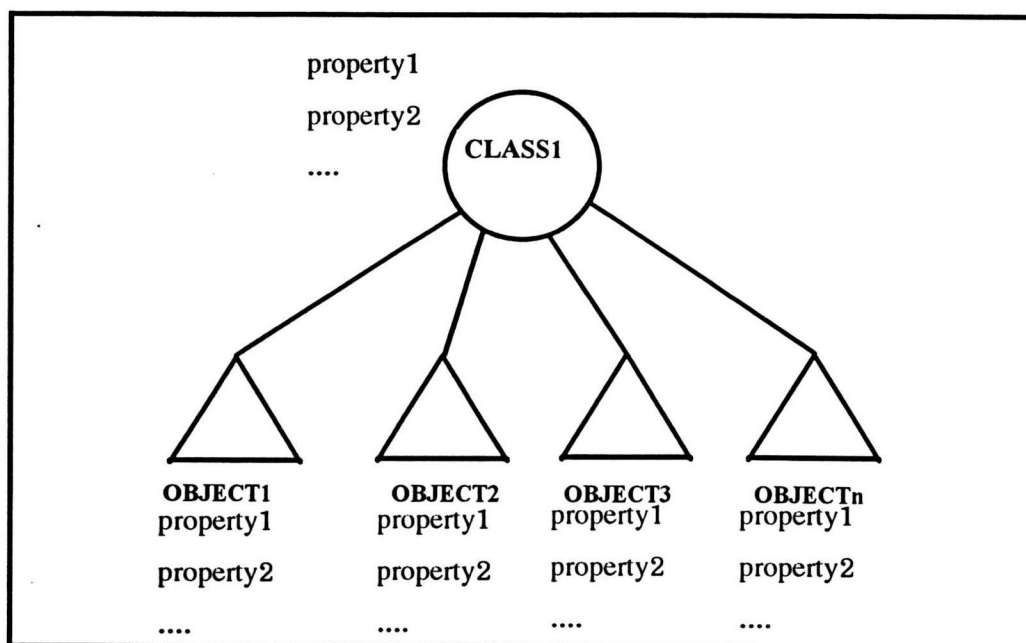 property1
property2
....
CLASS1
OBJECT1
property1
property2
....
OBJECT2
property1
property2
....
OBJECT3
property1
property2
....
OBJECTn
property1
property2
....